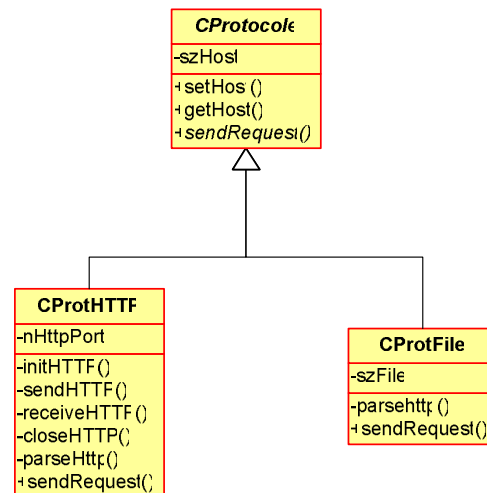 CProtocole
-szHost
+setHost()
+getHost()
+sendRequest()
CProtHTTP
-nHttpPort
-initHTTP()
-sendHTTP()
-receiveHTTP()
-closeHTTP()
-parseHttp()
+sendRequest()
CProtFile
-szFile
-parsehttp()
+sendRequest()